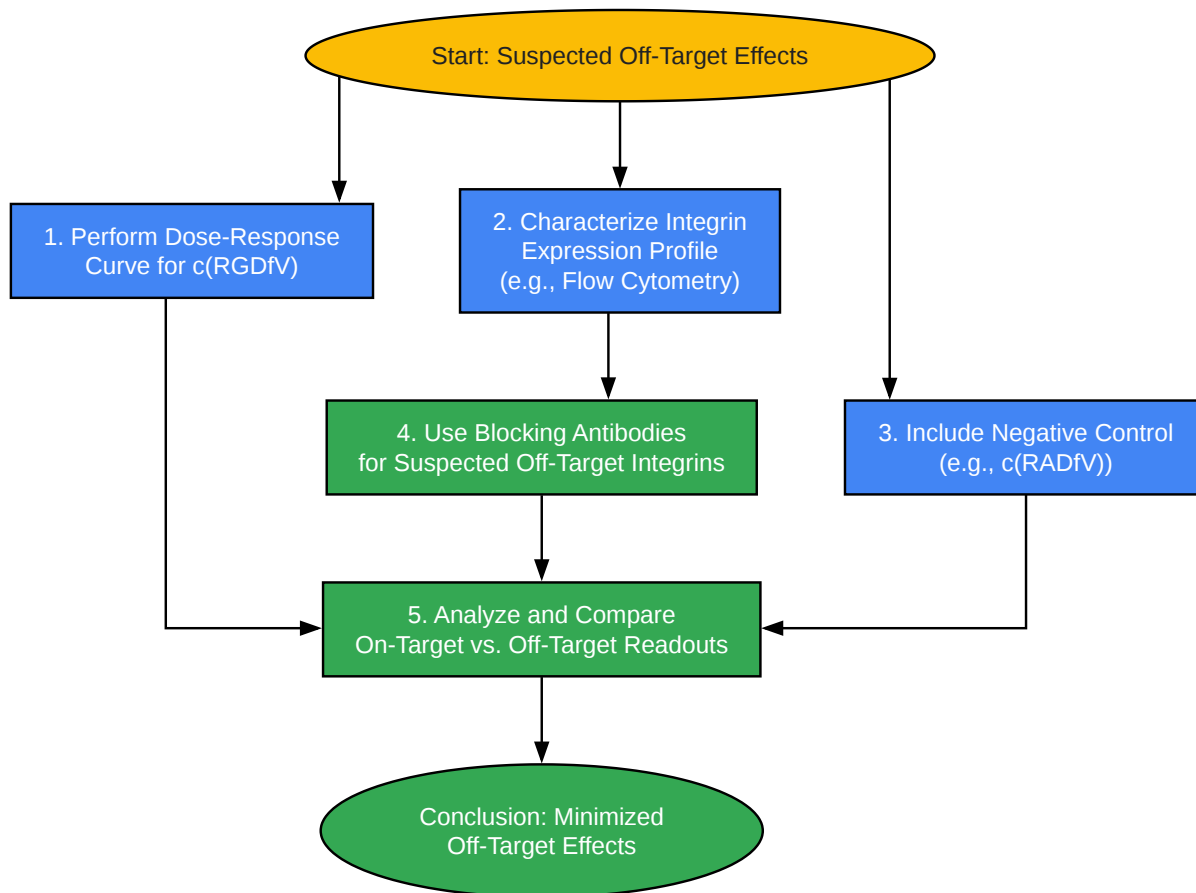 Start: Suspected Off-Target Effects
1. Perform Dose-Response
Curve for c(RGDfV)
2. Characterize Integrin
Expression Profile
(e.g., Flow Cytometry)
3. Include Negative Control
(e.g., c(RADfV))
4. Use Blocking Antibodies
for Suspected Off-Target Integrins
5. Analyze and Compare
On-Target vs. Off-Target Readouts
Conclusion: Minimized
Off-Target Effects